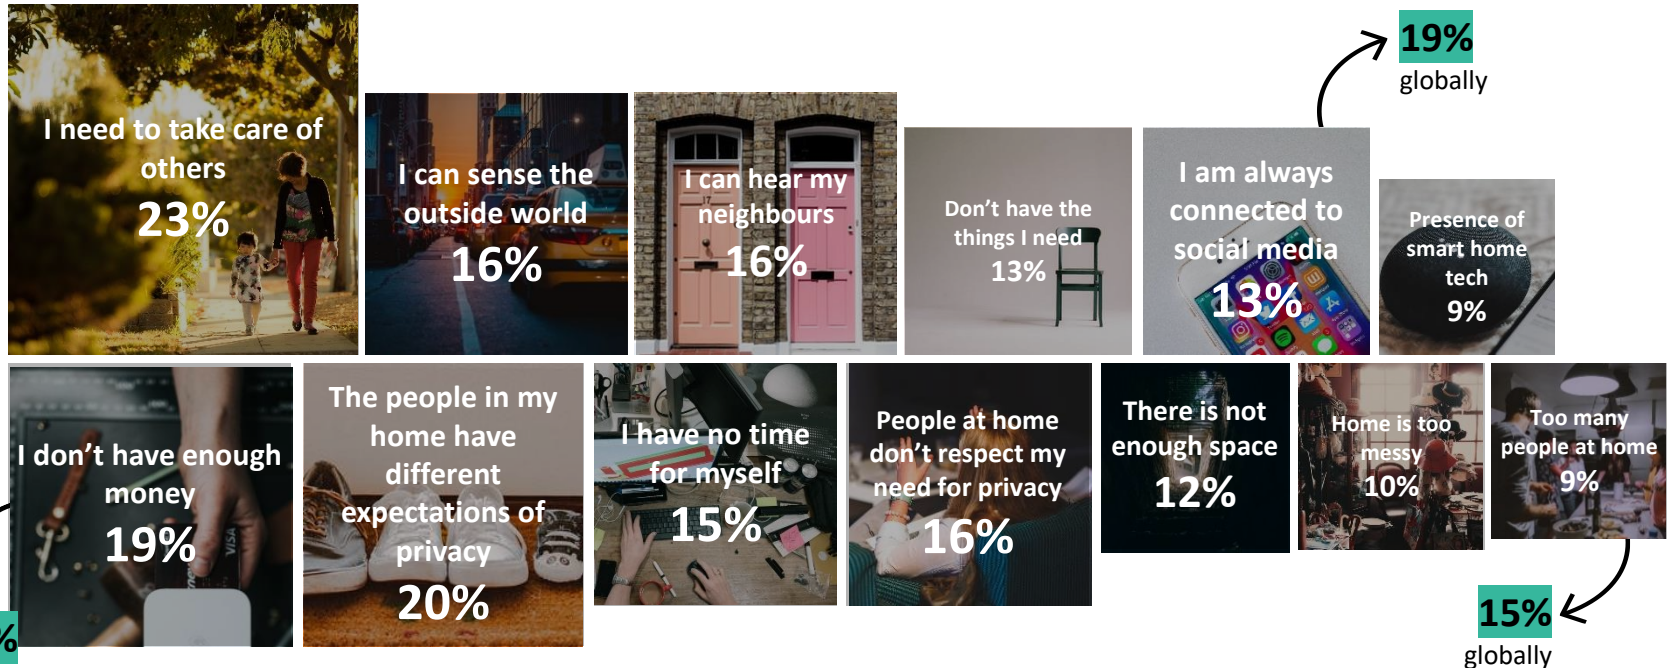 19%
globally
I need to take care of
others
23%
I can sense the
outside world
16%
I can hear my
neighbours
16%
Don't have the
things I need
13%
I am always
connected to
social media
13%
Presence of
smart home
tech
9%
I don't have enough
money
19%
The people in my
home have
different
expectations of
privacy
20%
I have no time
for myself
15%
People at home
don't respect my
need for privacy
16%
There is not
enough space
12%
Home is too
messy
10%
Too many
people at home
9%
%
15%
globally
17
VISA